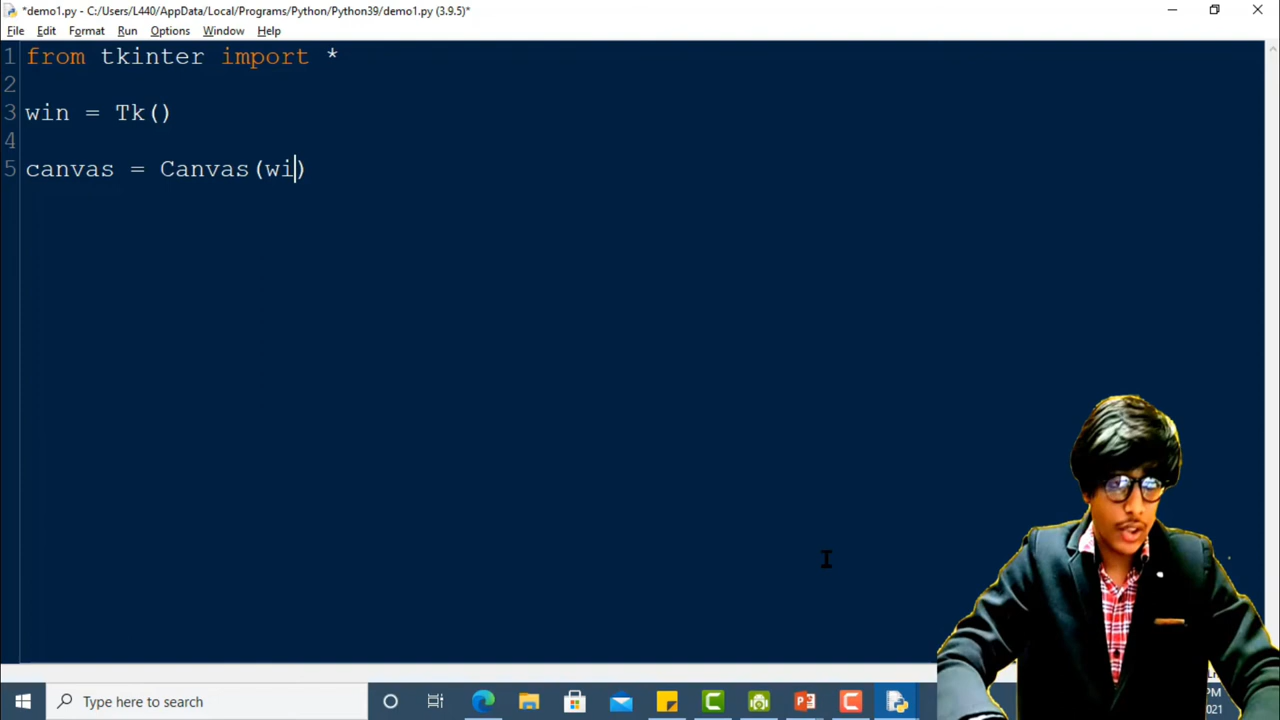 *demo1.py - C:/Users/L440/AppData/Local/Programs/Python/Python39/demo1.py (3.9.5)*
File Edit Format Run Options Window Help
1 from tkinter import *
2
3 win = Tk()
4
5 canvas = Canvas(wi)
Type here to search
PM
2021